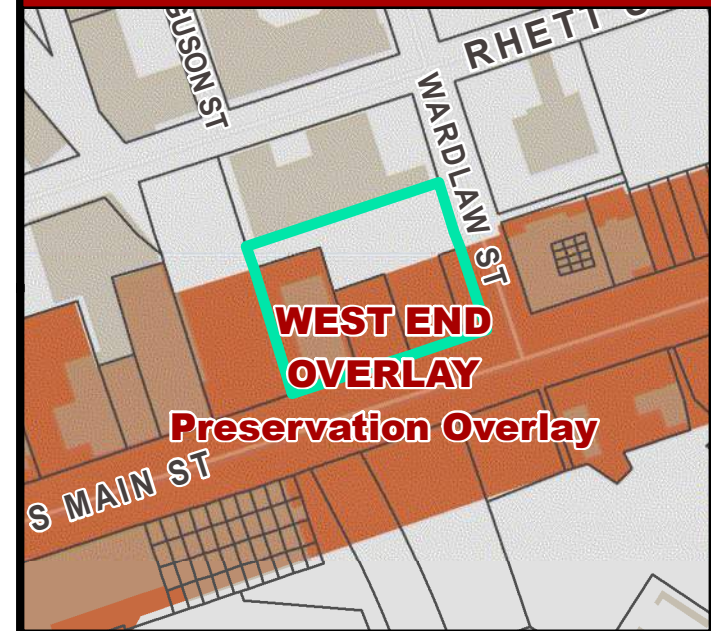 GUSON ST
RHETT
WARDLAW ST
WEST END
OVERLAY
Preservation Overlay
S MAIN ST